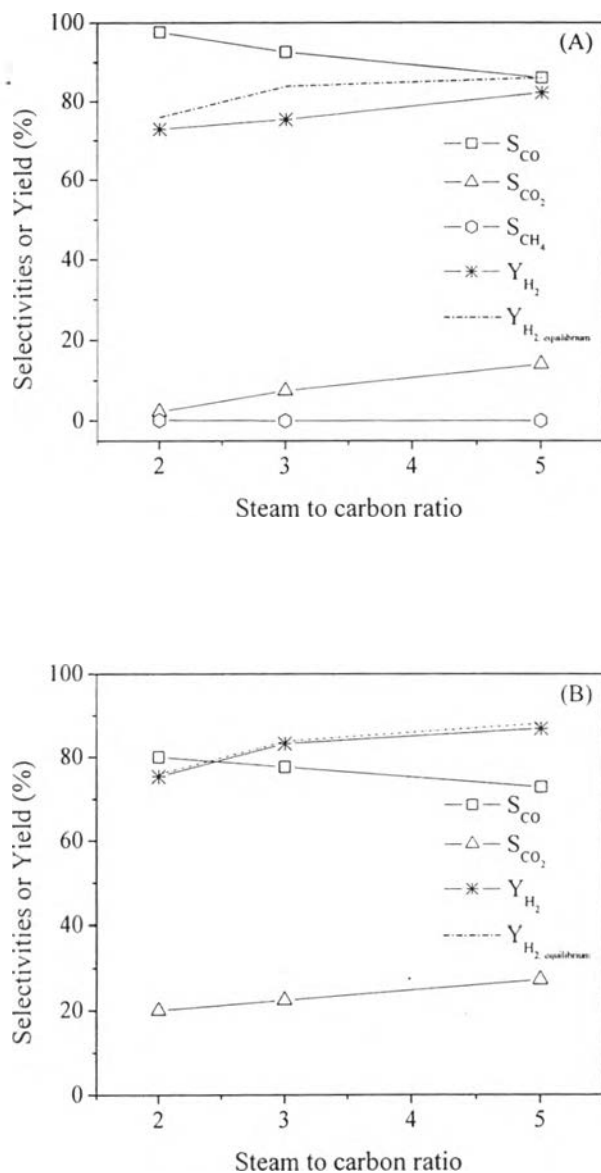 (A)
100
80
60
40
20
0
Selectivities or Yield (%)
S_CO
S_CO₂
S_CH₄
Y_H₂
Y_H₂, equilibrium
2 3 4 5
Steam to carbon ratio
(B)
100
80
60
40
20
0
Selectivities or Yield (%)
S_CO
S_CO₂
Y_H₂
Y_H₂, equilibrium
2 3 4 5
Steam to carbon ratio